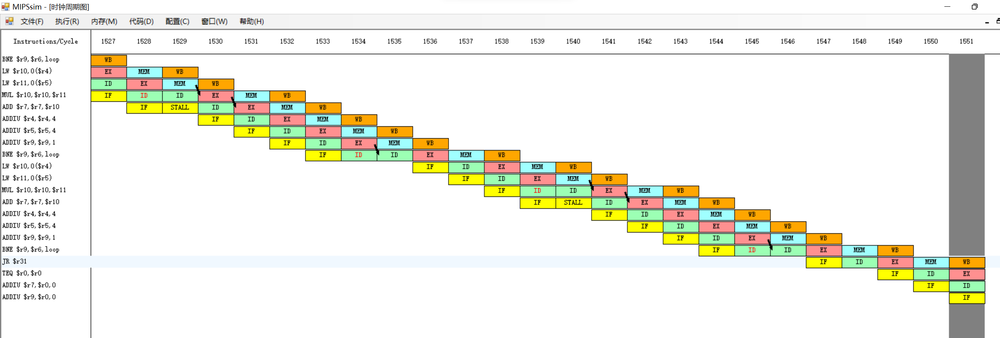 MIPSsim - [时钟周期图]
文件(F) 执行(R) 内存(M) 代码(D) 配置(C) 窗口(W) 帮助(H)
Instructions/Cycle 1527 1528 1529 1530 1531 1532 1533 1534 1535 1536 1537 1538 1539 1540 1541 1542 1543 1544 1545 1546 1547 1548 1549 1550 1551
BNE $r9,$r6,loop WB
LW $r10,0($r4) EX MEM WB
LW $r11,0($r5) ID EX MEM WB
MUL $r10,$r10,$r11 IF ID ID EX MEM WB
ADD $r7,$r7,$r10 IF STALL ID EX MEM WB
ADDIU $r4,$r4,4 IF ID EX MEM WB
ADDIU $r5,$r5,4 IF ID EX MEM WB
ADDIU $r9,$r9,1 IF ID EX MEM WB
BNE $r9,$r6,loop IF ID ID EX MEM WB
LW $r10,0($r4) IF ID EX MEM WB
LW $r11,0($r5) IF ID EX MEM WB
MUL $r10,$r10,$r11 IF ID ID EX MEM WB
ADD $r7,$r7,$r10 IF STALL ID EX MEM WB
ADDIU $r4,$r4,4 IF ID EX MEM WB
ADDIU $r5,$r5,4 IF ID EX MEM WB
ADDIU $r9,$r9,1 IF ID EX MEM WB
BNE $r9,$r6,loop IF ID ID EX MEM WB
JR $r31 IF ID EX MEM WB
TEQ $r0,$r0 IF ID EX
ADDIU $r7,$r0,0 IF ID
ADDIU $r9,$r0,0 IF